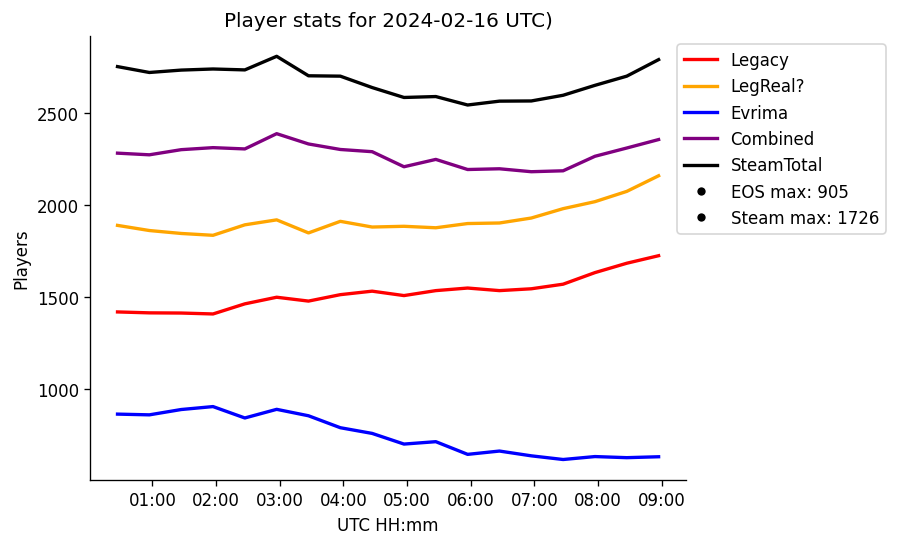 Player stats for 2024-02-16 UTC)
Legacy
LegReal?
Evrima
Combined
SteamTotal
EOS max: 905
Steam max: 1726
Players
2500
2000
1500
1000
01:00 02:00 03:00 04:00 05:00 06:00 07:00 08:00 09:00
UTC HH:mm